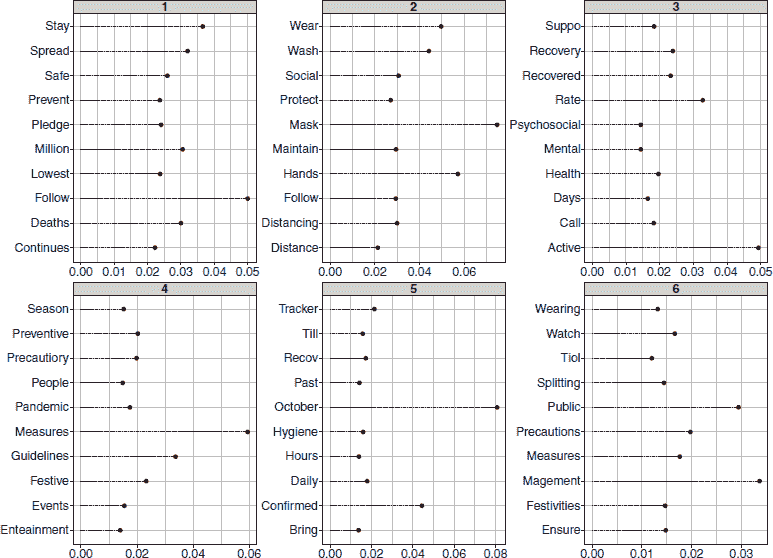 1
Stay
Spread
Safe
Prevent
Pledge
Million
Lowest
Follow
Deaths
Continues
0.00 0.01 0.02 0.03 0.04 0.05
2
Wear
Wash
Social
Protect
Mask
Maintain
Hands
Follow
Distancing
Distance
0.00 0.02 0.04 0.06
3
Suppo
Recovery
Recovered
Rate
Psychosocial
Mental
Health
Days
Call
Active
0.00 0.01 0.02 0.03 0.04 0.05
4
Season
Preventive
Precautiory
People
Pandemic
Measures
Guidelines
Festive
Events
Enteainment
0.00 0.02 0.04 0.06
5
Tracker
Till
Recov
Past
October
Hygiene
Hours
Daily
Confirmed
Bring
0.00 0.02 0.04 0.06 0.08
6
Wearing
Watch
Tiol
Splitting
Public
Precautions
Measures
Magement
Festivities
Ensure
0.00 0.01 0.02 0.03